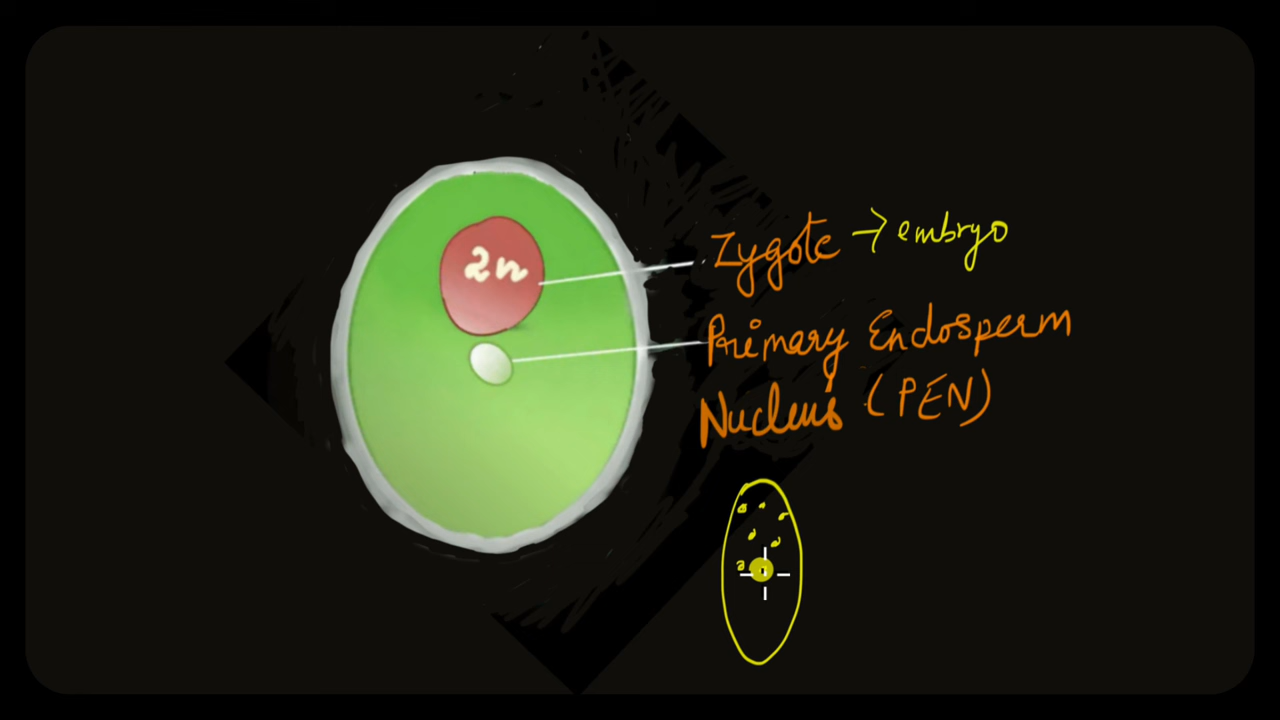 2n
Zygote → embryo
Primary Endosperm
Nucleus (PEN)